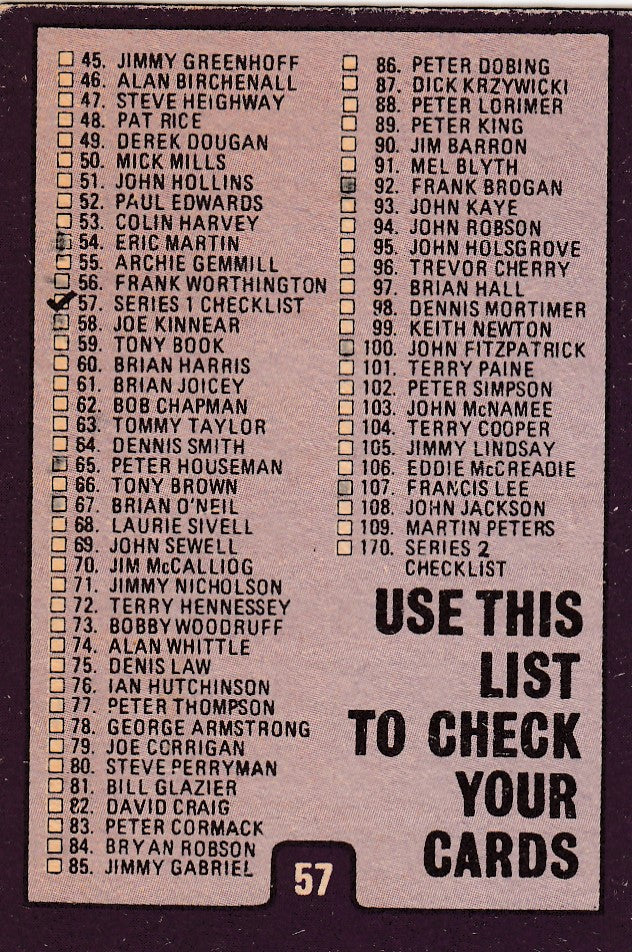 45. JIMMY GREENHOFF
46. ALAN BIRCHENALL
47. STEVE HEIGHWAY
48. PAT RICE
49. DEREK DOUGAN
50. MICK MILLS
51. JOHN HOLLINS
52. PAUL EDWARDS
53. COLIN HARVEY
54. ERIC MARTIN
55. ARCHIE GEMMILL
56. FRANK WORTHINGTON
57. SERIES 1 CHECKLIST
58. JOE KINNEAR
59. TONY BOOK
60. BRIAN HARRIS
61. BRIAN JOICEY
62. BOB CHAPMAN
63. TOMMY TAYLOR
64. DENNIS SMITH
65. PETER HOUSEMAN
66. TONY BROWN
67. BRIAN O'NEIL
68. LAURIE SIVELL
69. JOHN SEWELL
70. JIM McCALLIOG
71. JIMMY NICHOLSON
72. TERRY HENNESSEY
73. BOBBY WOODRUFF
74. ALAN WHITTLE
75. DENIS LAW
76. IAN HUTCHINSON
77. PETER THOMPSON
78. GEORGE ARMSTRONG
79. JOE CORRIGAN
80. STEVE PERRYMAN
81. BILL GLAZIER
82. DAVID CRAIG
83. PETER CORMACK
84. BRYAN ROBSON
85. JIMMY GABRIEL
86. PETER DOBING
87. DICK KRZYWICKI
88. PETER LORIMER
89. PETER KING
90. JIM BARRON
91. MEL BLYTH
92. FRANK BROGAN
93. JOHN KAYE
94. JOHN ROBSON
95. JOHN HOLSGROVE
96. TREVOR CHERRY
97. BRIAN HALL
98. DENNIS MORTIMER
99. KEITH NEWTON
100. JOHN FITZPATRICK
101. TERRY PAINE
102. PETER SIMPSON
103. JOHN McNAMEE
104. TERRY COOPER
105. JIMMY LINDSAY
106. EDDIE McCREADIE
107. FRANCIS LEE
108. JOHN JACKSON
109. MARTIN PETERS
170. SERIES 2
CHECKLIST
USE THIS
LIST
TO CHECK
YOUR
CARDS
57